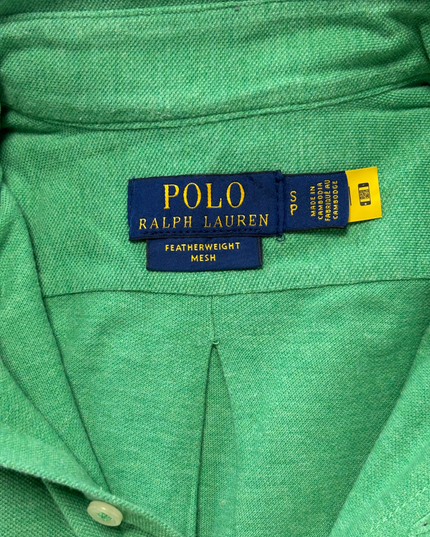 POLO
RALPH LAUREN
FEATHERWEIGHT
MESH
S
P
MADE IN
CAMBODIA
FABRIQUÉ AU
CAMBODGE